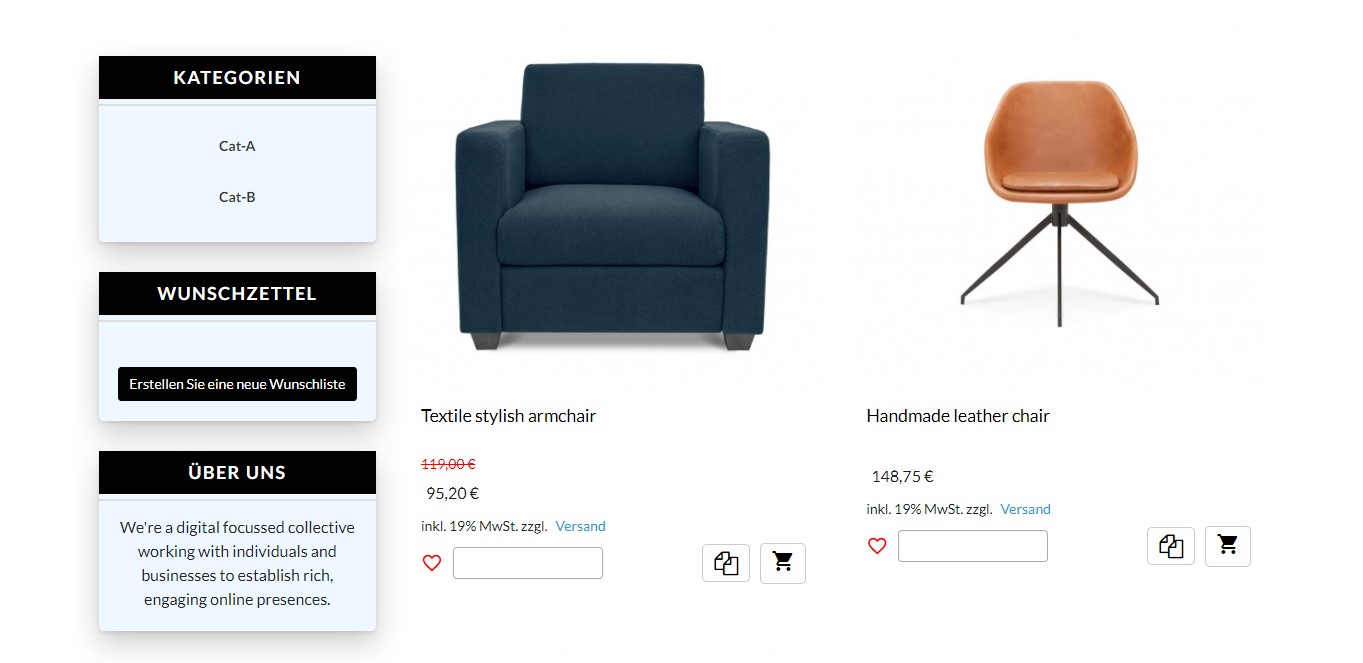 KATEGORIEN
Cat-A
Cat-B
WUNSCHZETTEL
Erstellen Sie eine neue Wunschliste
ÜBER UNS
We're a digital focussed collective
working with individuals and
businesses to establish rich,
engaging online presences.
Textile stylish armchair
119,00 €
95,20 €
inkl. 19% MwSt. zzgl. Versand
Handmade leather chair
148,75 €
inkl. 19% MwSt. zzgl. Versand